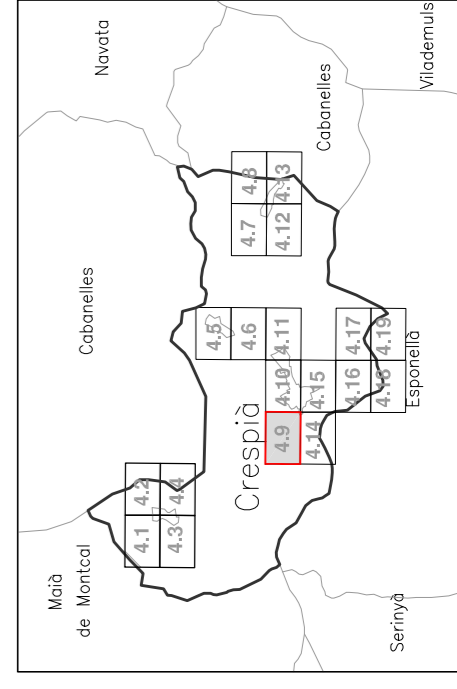 Navata
Cabanelles
Vilademuls
Cabanelles
4.8
4.7
4.13
4.12
4.5
4.6
4.11
4.10
4.9
4.15
4.14
4.17
4.16
4.19
4.18
Crespià
Esponellà
4.2
4.1
4.4
4.3
Maià
de Montcal
Serinyà